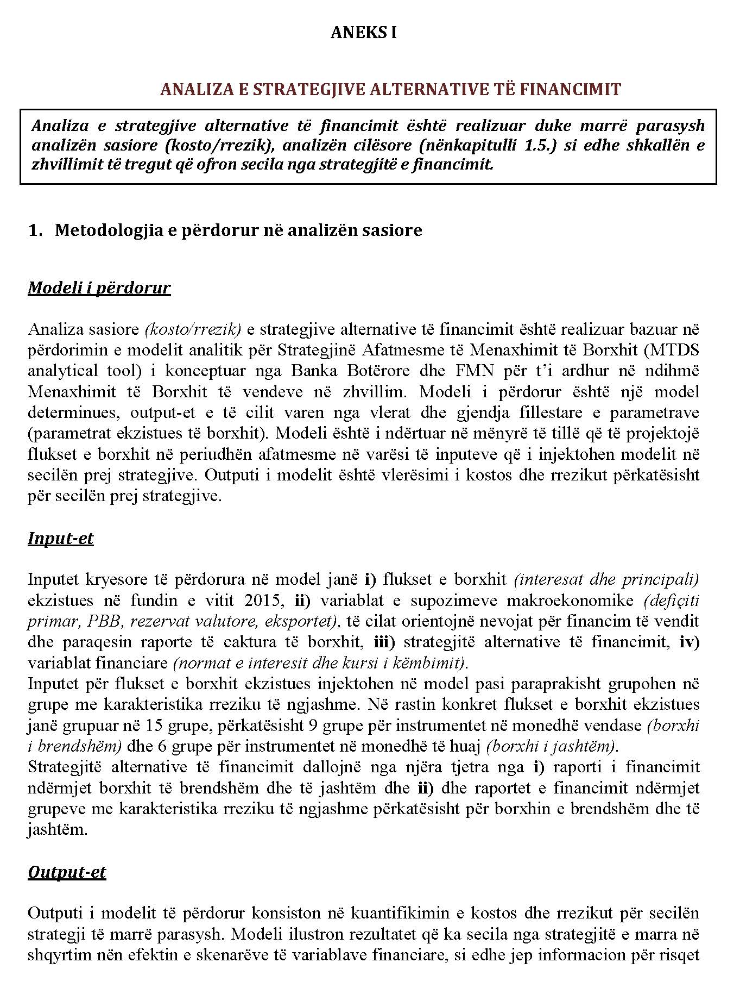 ANEKS I
ANALIZA E STRATEGJIVE ALTERNATIVE TË FINANCIMIT
Analiza e strategjive alternative të financimit është realizuar duke marrë parasysh
analizën sasiore (kosto/rrezik), analizën cilësore (nënkapitulli 1.5.) si edhe shkallën e
zhvillimit të tregut që ofron secila nga strategjitë e financimit.
1. Metodologjia e përdorur në analizën sasiore
Modeli i përdorur
Analiza sasiore (kosto/rrezik) e strategjive alternative të financimit është realizuar bazuar në
përdorimin e modelit analitik për Strategjinë Afatmesme të Menaxhimit të Borxhit (MTDS
analytical tool) i konceptuar nga Banka Botërore dhe FMN për t’i ardhur në ndihmë
Menaxhimit të Borxhit të vendeve në zhvillim. Modeli i përdorur është një model
determinues, output-et e të cilit varen nga vlerat dhe gjendja fillestare e parametrave
(parametrat ekzistues të borxhit). Modeli është i ndërtuar në mënyrë të tillë që të projektojë
flukset e borxhit në periudhën afatmesme në varësi të inputeve që i injektohen modelit në
secilën prej strategjive. Outputi i modelit është vlerësimi i kostos dhe rrezikut përkatësisht
për secilën prej strategjive.
Input-et
Inputet kryesore të përdorura në model janë i) flukset e borxhit (interesat dhe principali)
ekzistues në fundin e vitit 2015, ii) variablat e supozimeve makroekonomike (defiçiti
primar, PBB, rezervat valutore, eksportet), të cilat orientojnë nevojat për financim të vendit
dhe paraqesin raporte të caktura të borxhit, iii) strategjitë alternative të financimit, iv)
variablat financiare (normat e interesit dhe kursi i këmbimit).
Inputet për flukset e borxhit ekzistues injektohen në model pasi paraprakisht grupohen në
grupe me karakteristika rreziku të ngjashme. Në rastin konkret flukset e borxhit ekzistues
janë grupuar në 15 grupe, përkatësisht 9 grupe për instrumentet në monedhë vendase (borxhi
i brendshëm) dhe 6 grupe për instrumentet në monedhë të huaj (borxhi i jashtëm).
Strategjitë alternative të financimit dallojnë nga njëra tjetra nga i) raporti i financimit
ndërmjet borxhit të brendshëm dhe të jashtëm dhe ii) dhe raportet e financimit ndërmjet
grupeve me karakteristika rreziku të ngjashme përkatësisht për borxhin e brendshëm dhe të
jashtëm.
Output-et
Outputi i modelit të përdorur konsiston në kuantifikimin e kostos dhe rrezikut për secilën
strategji të marrë parasysh. Modeli ilustron rezultatet që ka secila nga strategjitë e marra në
shqyrtim nën efektin e skenarëve të variablave financiare, si edhe jep informacion për risqet